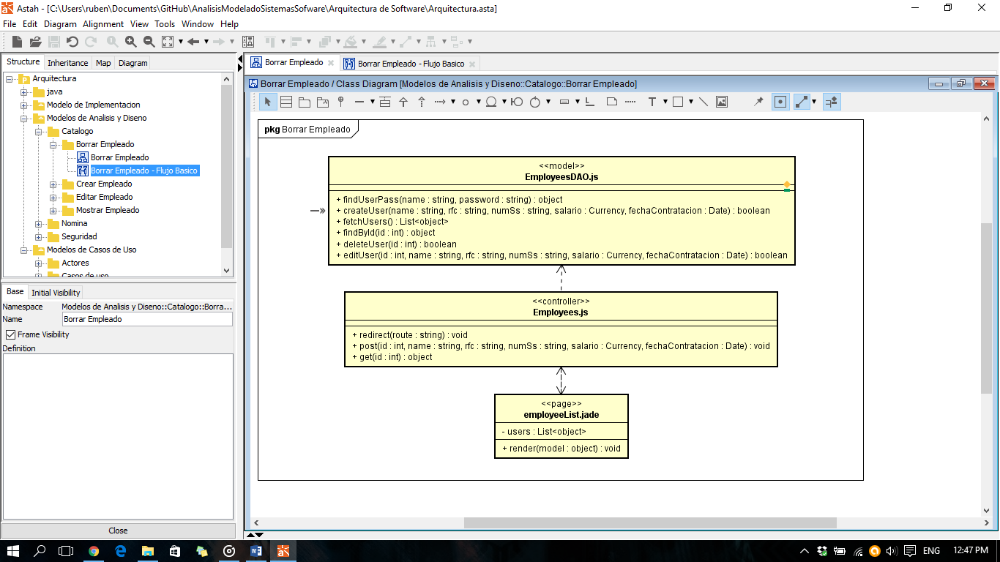 Astah - [C:\Users\ruben\Documents\GitHub\AnalisisModeladoSistemasSofware\Arquitectura de Software\Arquitectura.asta]
File Edit Diagram Alignment View Tools Window Help
Structure Inheritance Map Diagram
Arquitectura
java
Modelo de Implementacion
Modelos de Analisis y Diseno
Catalogo
Borrar Empleado
Borrar Empleado
Borrar Empleado - Flujo Basico
Crear Empleado
Editar Empleado
Mostrar Empleado
Nomina
Seguridad
Modelos de Casos de Uso
Actores
Casos de uso
Base Initial Visibility
Namespace Modelos de Analisis y Diseno::Catalogo::Borra...
Name Borrar Empleado
Frame Visibility
Definition
Close
Borrar Empleado Borrar Empleado - Flujo Basico
Borrar Empleado / Class Diagram [Modelos de Analisis y Diseno::Catalogo::Borrar Empleado]
T
pkg Borrar Empleado
<<model>>
EmployeesDAO.js
+ findUserPass(name : string, password : string) : object
+ createUser(name : string, rfc : string, numSs : string, salario : Currency, fechaContratacion : Date) : boolean
+ fetchUsers() : List<object>
+ findById(id : int) : object
+ deleteUser(id : int) : boolean
+ editUser(id : int, name : string, rfc : string, numSs : string, salario : Currency, fechaContratacion : Date) : boolean
<<controller>>
Employees.js
+ redirect(route : string) : void
+ post(id : int, name : string, rfc : string, numSs : string, salario : Currency, fechaContratacion : Date) : void
+ get(id : int) : object
<<page>>
employeeList.jade
- users : List<object>
+ render(model : object) : void
ENG 12:47 PM